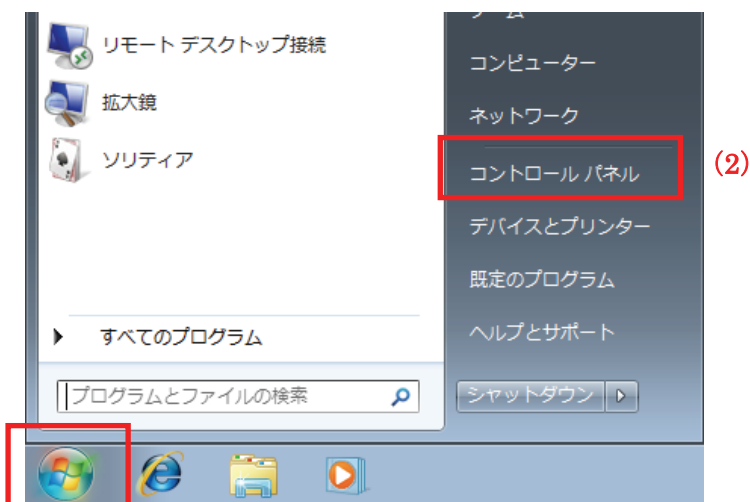 リモート デスクトップ接続
拡大鏡
ソリティア
すべてのプログラム
プログラムとファイルの検索
コンピューター
ネットワーク
コントロール パネル
(2)
デバイスとプリンター
既定のプログラム
ヘルプとサポート
シャットダウン